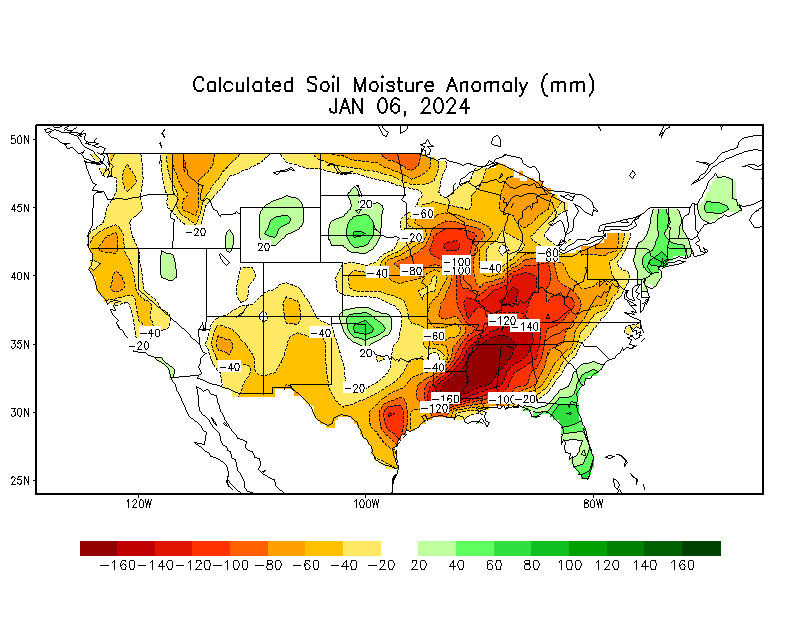 Calculated Soil Moisture Anomaly (mm)
JAN 06, 2024
50N
45N
40N
35N
30N
25N
120W 100W 80W
20
-60
-20 -20
20
-60
-100 -40
-40 -80 -100
-120 -140
-40 -40 -60
-20
20
-40 -40
-20
-160 -100 -20
-120
-160 -140 -120 -100 -80 -60 -40 -20 20 40 60 80 100 120 140 160